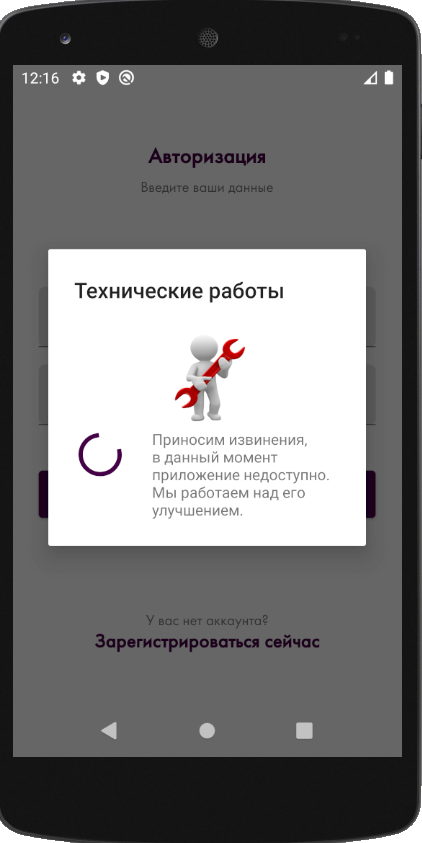 12:16
Авторизация
Введите ваши данные
Технические работы
Приносим извинения,
в данный момент
приложение недоступно.
Мы работаем над его
улучшением.
У вас нет аккаунта?
Зарегистрироваться сейчас